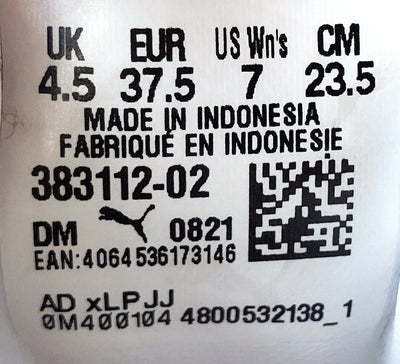 UK EUR US Wn's CM
4.5 37.5 7 23.5
MADE IN INDONESIA
FABRIQUÉ EN INDONESIE
383112-02
DM 0821
EAN:4064536173146
AD xLPJJ
0M400104 4800532138_1